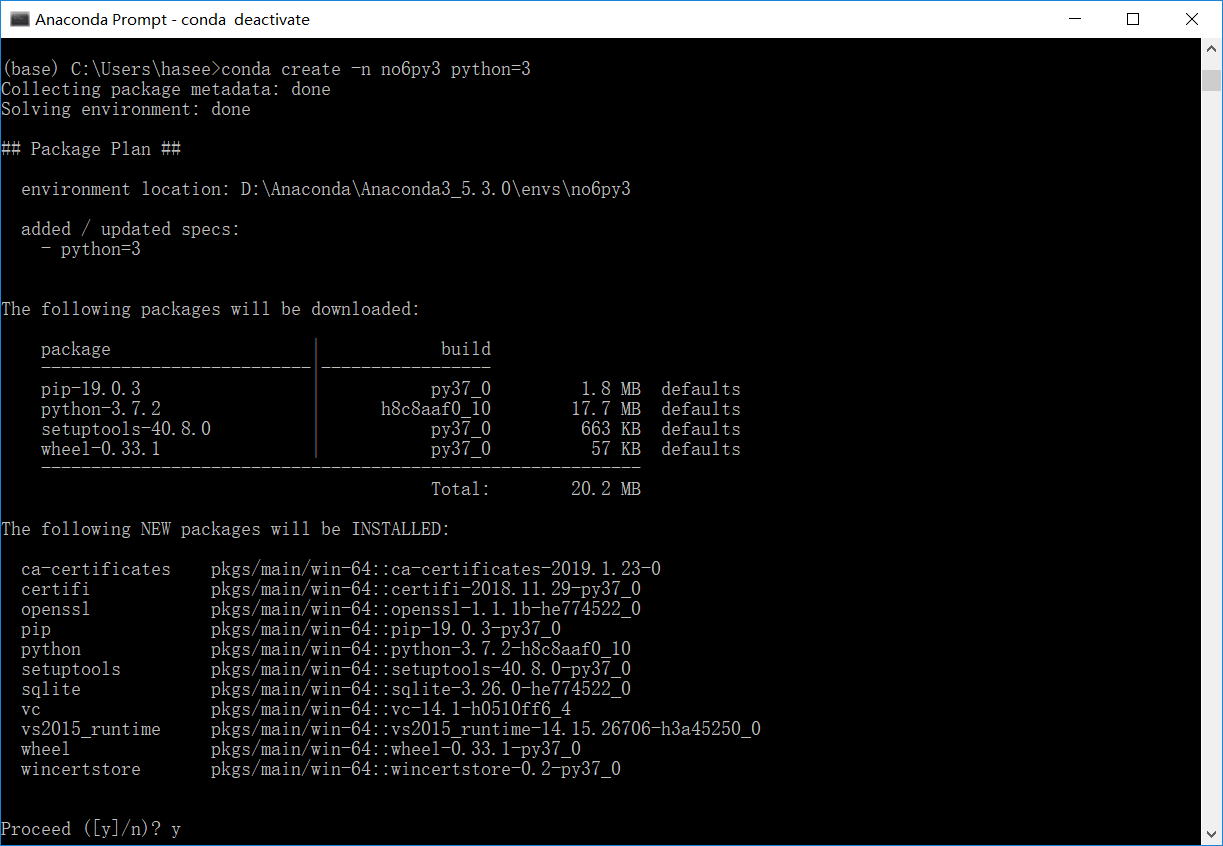 Anaconda Prompt - conda  deactivate
(base) C:\Users\hasee>conda create -n no6py3 python=3
Collecting package metadata: done
Solving environment: done
## Package Plan ##
  environment location: D:\Anaconda\Anaconda3_5.3.0\envs\no6py3
  added / updated specs:
    - python=3
The following packages will be downloaded:
    package                    |            build
    ---------------------------|-----------------
    pip-19.0.3                 |           py37_0         1.8 MB  defaults
    python-3.7.2               |      h8c8aaf0_10        17.7 MB  defaults
    setuptools-40.8.0          |           py37_0         663 KB  defaults
    wheel-0.33.1               |           py37_0          57 KB  defaults
    ------------------------------------------------------------
                                           Total:        20.2 MB
The following NEW packages will be INSTALLED:
  ca-certificates    pkgs/main/win-64::ca-certificates-2019.1.23-0
  certifi            pkgs/main/win-64::certifi-2018.11.29-py37_0
  openssl            pkgs/main/win-64::openssl-1.1.1b-he774522_0
  pip                pkgs/main/win-64::pip-19.0.3-py37_0
  python             pkgs/main/win-64::python-3.7.2-h8c8aaf0_10
  setuptools         pkgs/main/win-64::setuptools-40.8.0-py37_0
  sqlite             pkgs/main/win-64::sqlite-3.26.0-he774522_0
  vc                 pkgs/main/win-64::vc-14.1-h0510ff6_4
  vs2015_runtime     pkgs/main/win-64::vs2015_runtime-14.15.26706-h3a45250_0
  wheel              pkgs/main/win-64::wheel-0.33.1-py37_0
  wincertstore       pkgs/main/win-64::wincertstore-0.2-py37_0
Proceed ([y]/n)? y